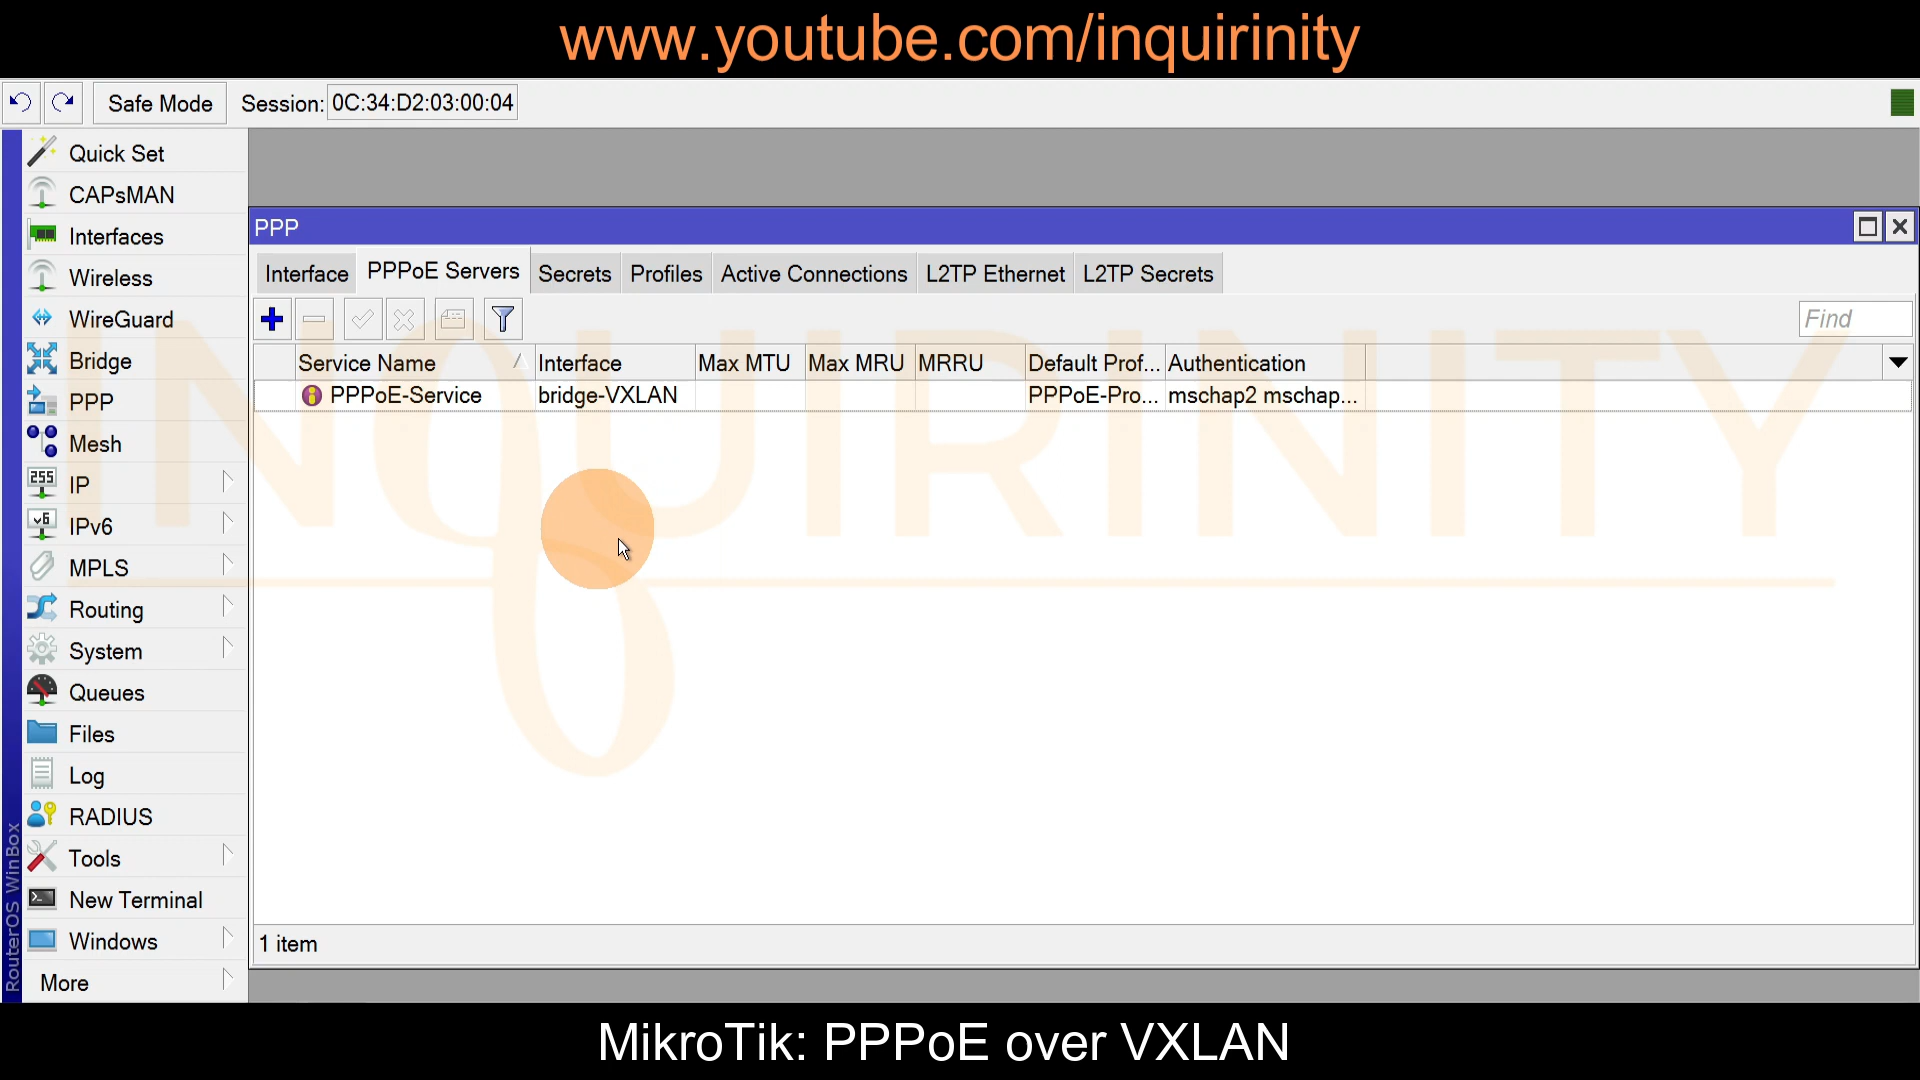 www.youtube.com/inquirinity
Safe Mode Session: 0C:34:D2:03:00:04
Quick Set
CAPsMAN
Interfaces
Wireless
WireGuard
Bridge
PPP
Mesh
255 IP
v6 IPv6
MPLS
Routing
System
Queues
Files
Log
RADIUS
Tools
New Terminal
Windows
More
RouterOS WinBox
PPP
Interface PPPoE Servers Secrets Profiles Active Connections L2TP Ethernet L2TP Secrets
Find
Service Name Interface Max MTU Max MRU MRRU Default Prof... Authentication
PPPoE-Service bridge-VXLAN PPPoE-Pro... mschap2 mschap...
INQUIRINITY
1 item
MikroTik: PPPoE over VXLAN